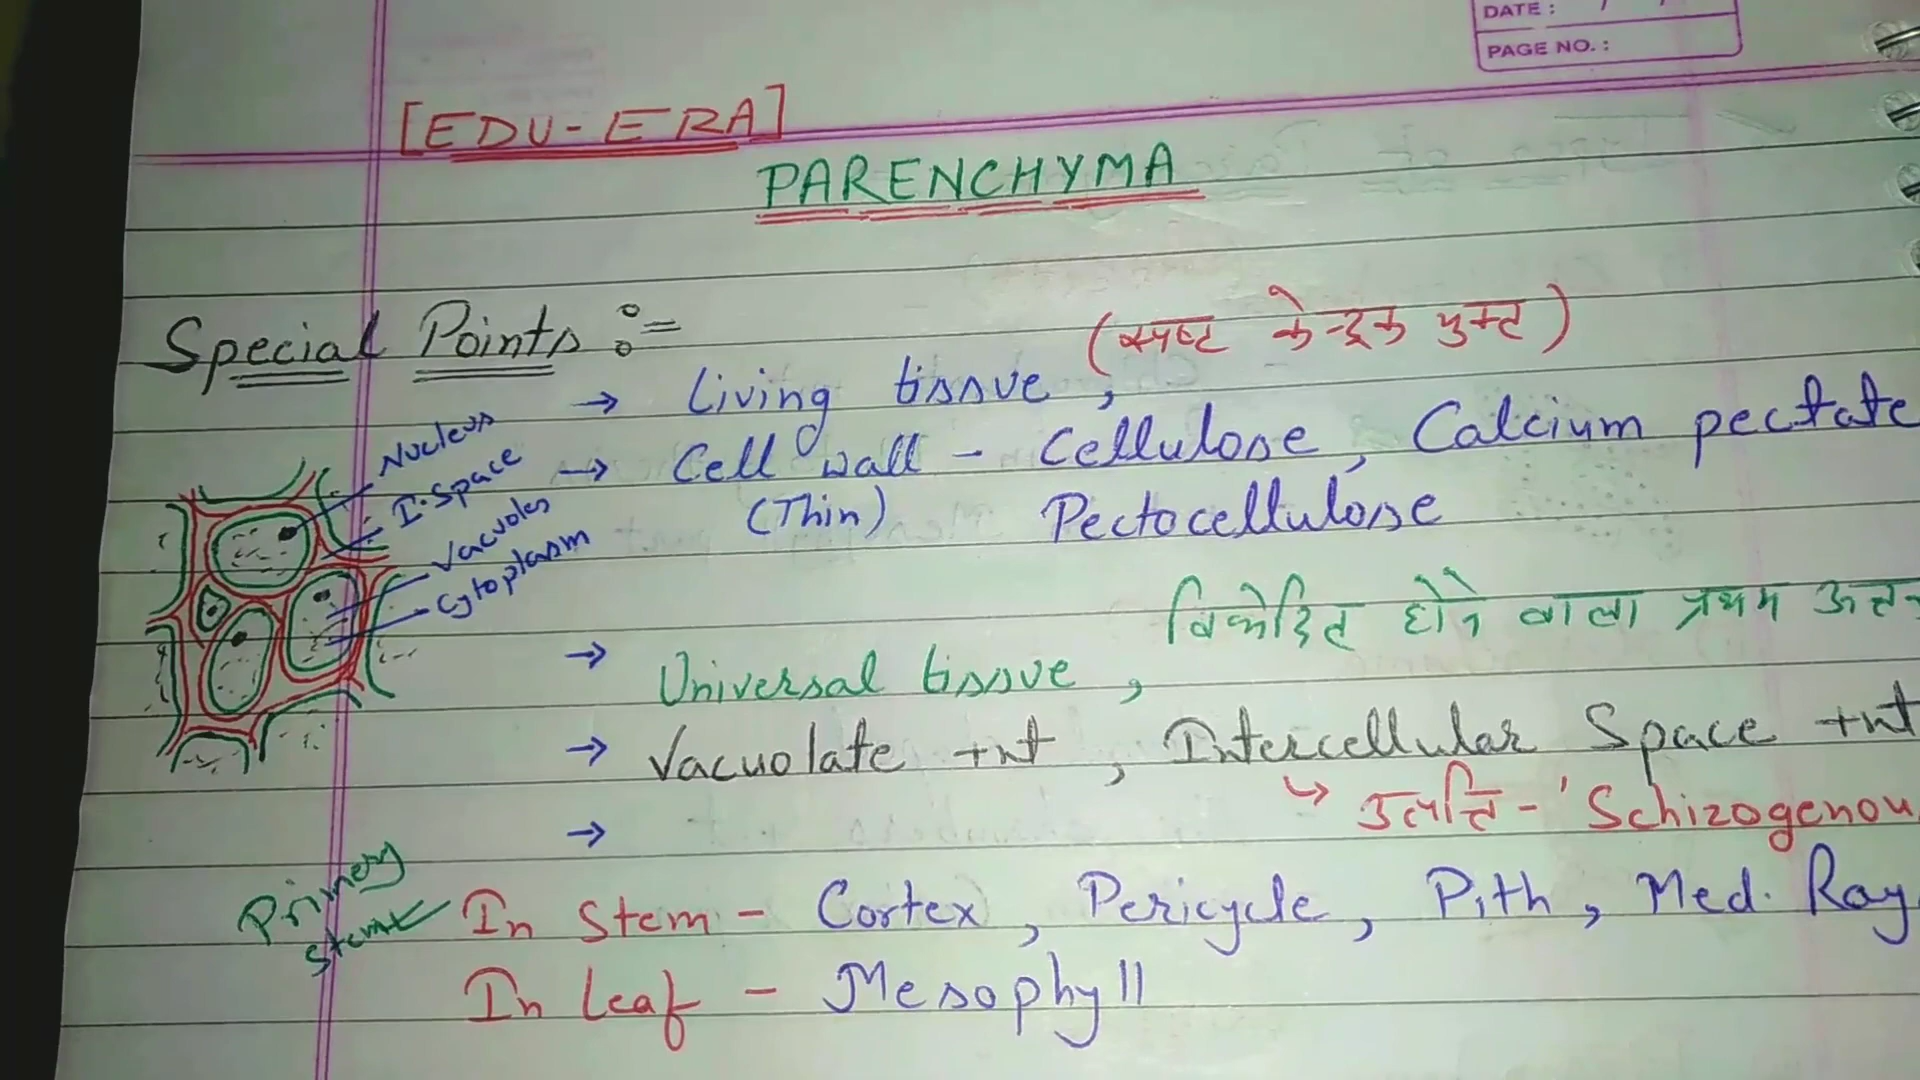 DATE : / /
PAGE NO. :
[EDU-ERA]
PARENCHYMA
Special Points :=
(स्पष्ट केन्द्रक युक्त)
→ Living tissue,
Nucleus
I. Space
Vacuoles
Cytoplasm
→ Cell wall - Cellulose, Calcium pectate
(Thin) Pectocellulose
विकसित होने वाला प्रथम
→ Universal tissue,
→ Vacuolate +nt, Intercellular Space +nt
↳ उत्पत्ति - 'Schizogenou
→
Primery
In Stem - Cortex, Pericycle, Pith, Med. Ray
In Leaf - Mesophyll